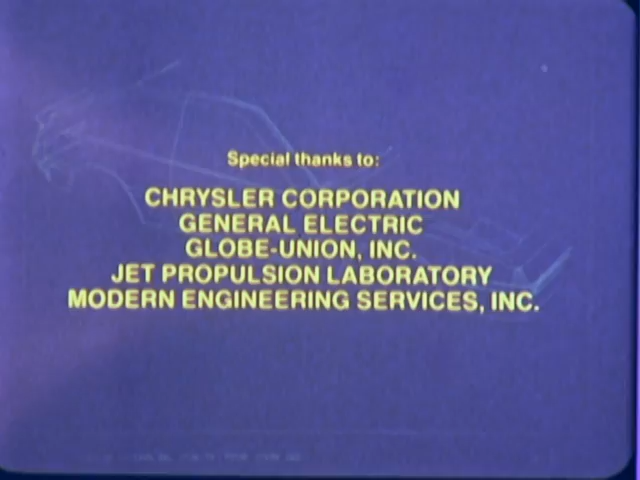 Special thanks to:
CHRYSLER CORPORATION
GENERAL ELECTRIC
GLOBE-UNION, INC.
JET PROPULSION LABORATORY
MODERN ENGINEERING SERVICES, INC.